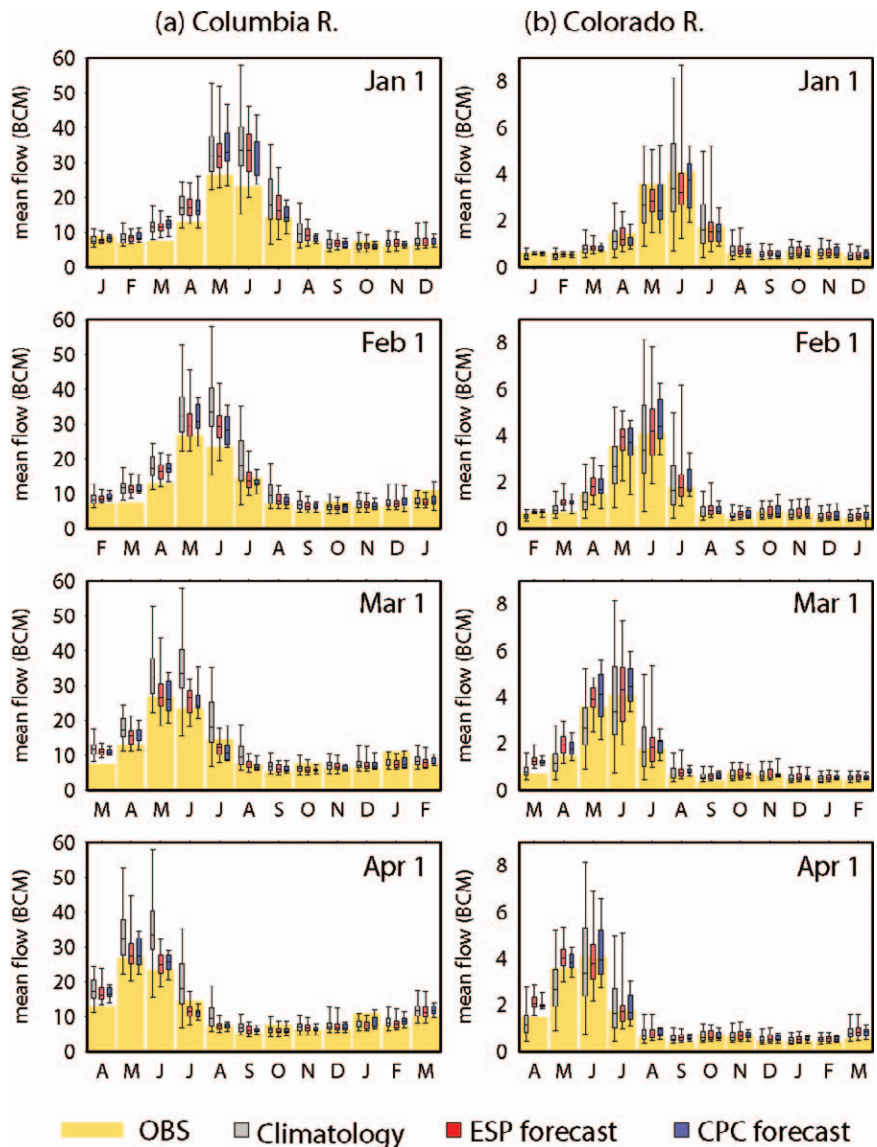 (a) Columbia R.
(b) Colorado R.
mean flow (BCM)
60
50
40
30
20
10
0
Jan 1
J F M A M J J A S O N D
mean flow (BCM)
8
6
4
2
0
Jan 1
J F M A M J J A S O N D
mean flow (BCM)
60
50
40
30
20
10
0
Feb 1
F M A M J J A S O N D J
mean flow (BCM)
8
6
4
2
0
Feb 1
F M A M J J A S O N D J
mean flow (BCM)
60
50
40
30
20
10
0
Mar 1
M A M J J A S O N D J F
mean flow (BCM)
8
6
4
2
0
Mar 1
M A M J J A S O N D J F
mean flow (BCM)
60
50
40
30
20
10
0
Apr 1
A M J J A S O N D J F M
mean flow (BCM)
8
6
4
2
0
Apr 1
A M J J A S O N D J F M
OBS Climatology ESP forecast CPC forecast